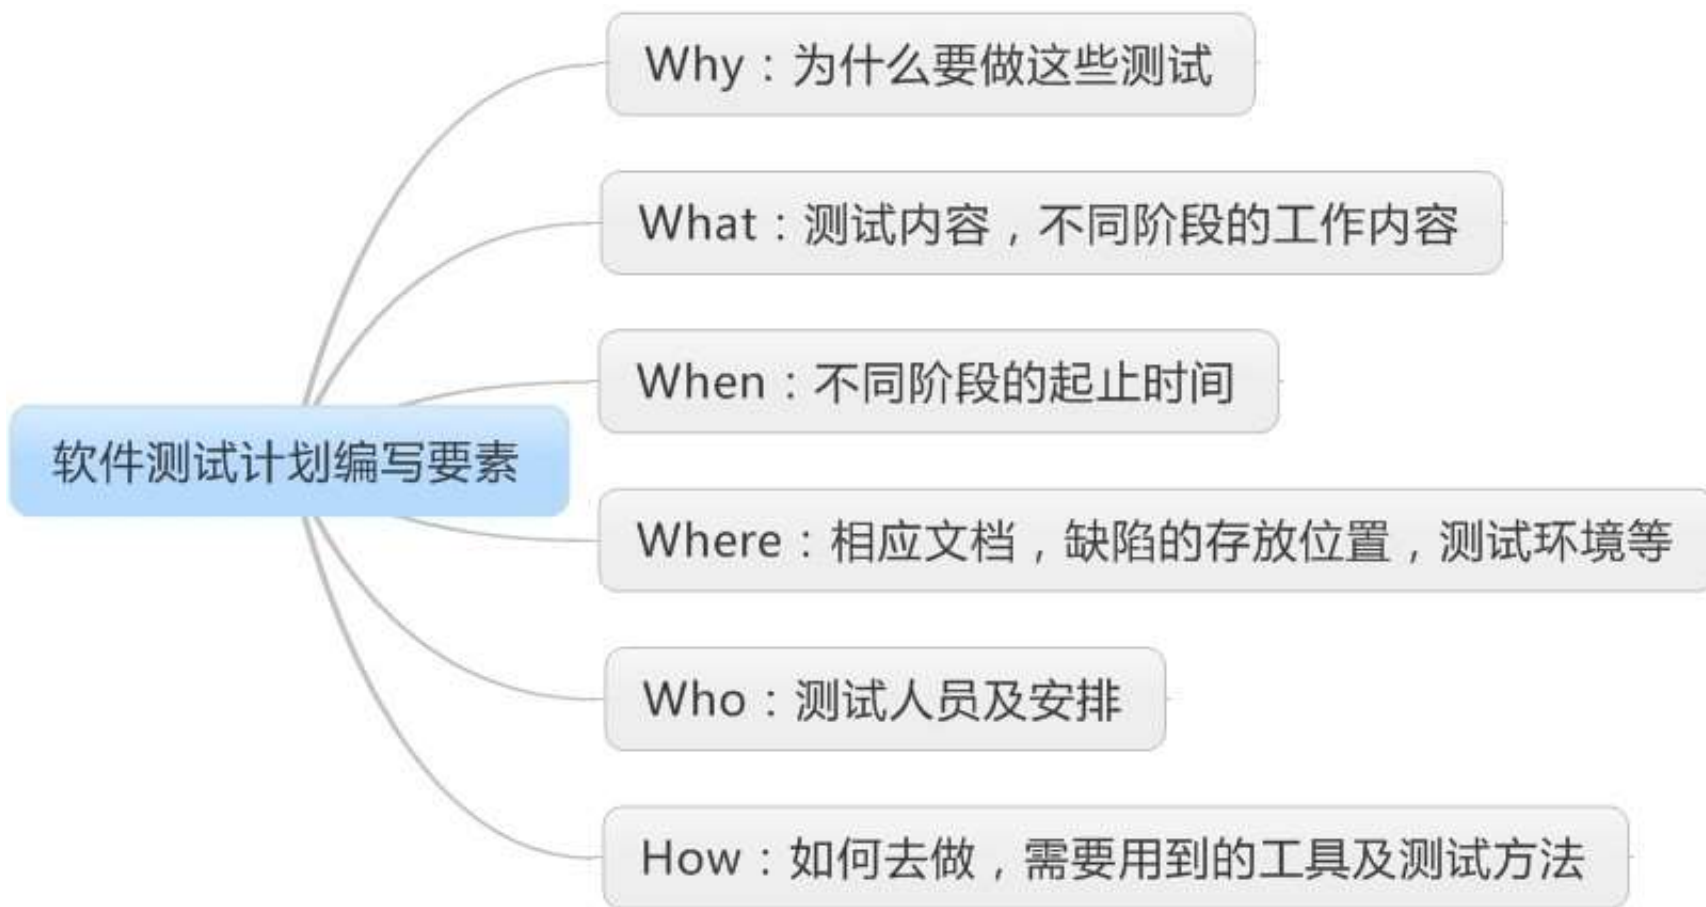 Why：为什么要做这些测试
What：测试内容，不同阶段的工作内容
When：不同阶段的起止时间
软件测试计划编写要素
Where：相应文档，缺陷的存放位置，测试环境等
Who：测试人员及安排
How：如何去做，需要用到的工具及测试方法